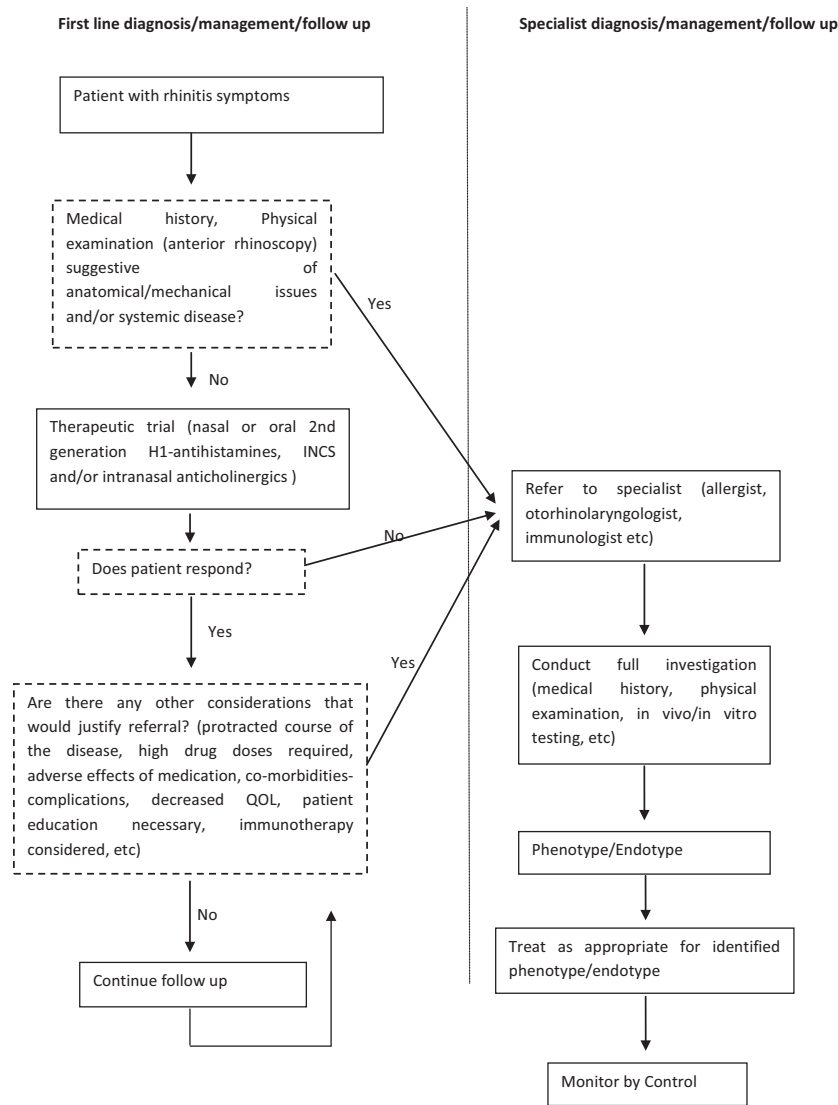 First line diagnosis/management/follow up
Patient with rhinitis symptoms
Medical history, Physical
examination (anterior rhinoscopy)
suggestive of
anatomical/mechanical issues
and/or systemic disease?
Yes
No
Therapeutic trial (nasal or oral 2nd
generation H1-antihistamines, INCS
and/or intranasal anticholinergics )
No
Does patient respond?
Yes
Yes
Are there any other considerations that
would justify referral? (protracted course of
the disease, high drug doses required,
adverse effects of medication, co-morbidities-
complications, decreased QOL, patient
education necessary, immunotherapy
considered, etc)
No
Continue follow up
Specialist diagnosis/management/follow up
Refer to specialist (allergist,
otorhinolaryngologist,
immunologist etc)
Conduct full investigation
(medical history, physical
examination, in vivo/in vitro
testing, etc)
Phenotype/Endotype
Treat as appropriate for identified
phenotype/endotype
Monitor by Control